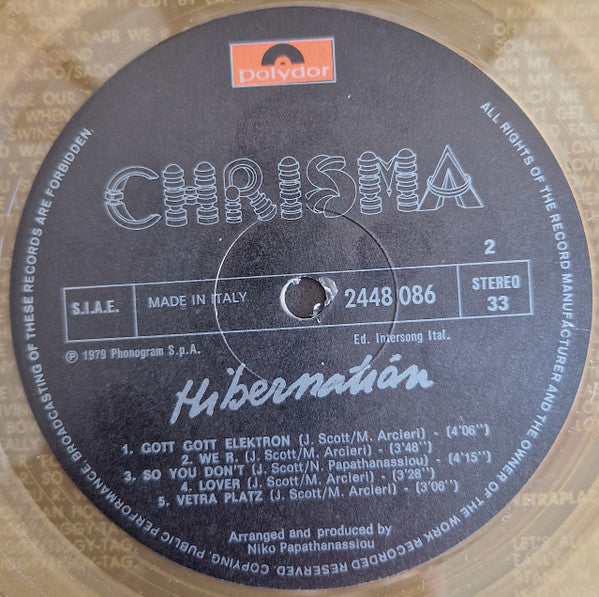 polydor
CHRISMA
2
S.I.A.E.
MADE IN ITALY
2448 086
STEREO
33
℗ 1979 Phonogram S.p.A.
Ed. Intersong Ital.
Hibernatián
1. GOTT GOTT ELEKTRON (J. Scott/M. Arcieri) - (4'06'')
2. WE R. (J. Scott/M. Arcieri) - (3'48'')
3. SO YOU DON'T (J. Scott/N. Papathanassiou) - (4'15'')
4. LOVER (J. Scott/M. Arcieri) - (3'28'')
5. VETRA PLATZ (J. Scott/M. Arcieri) - (3'06'')
Arranged and produced by
Niko Papathanassiou
ALL RIGHTS OF THE RECORD MANUFACTURER AND THE OWNER OF THE WORK RECORDED RESERVED. COPYING, PUBLIC PERFORMANCE BROADCASTING OF THESE RECORDS ARE FORBIDDEN.